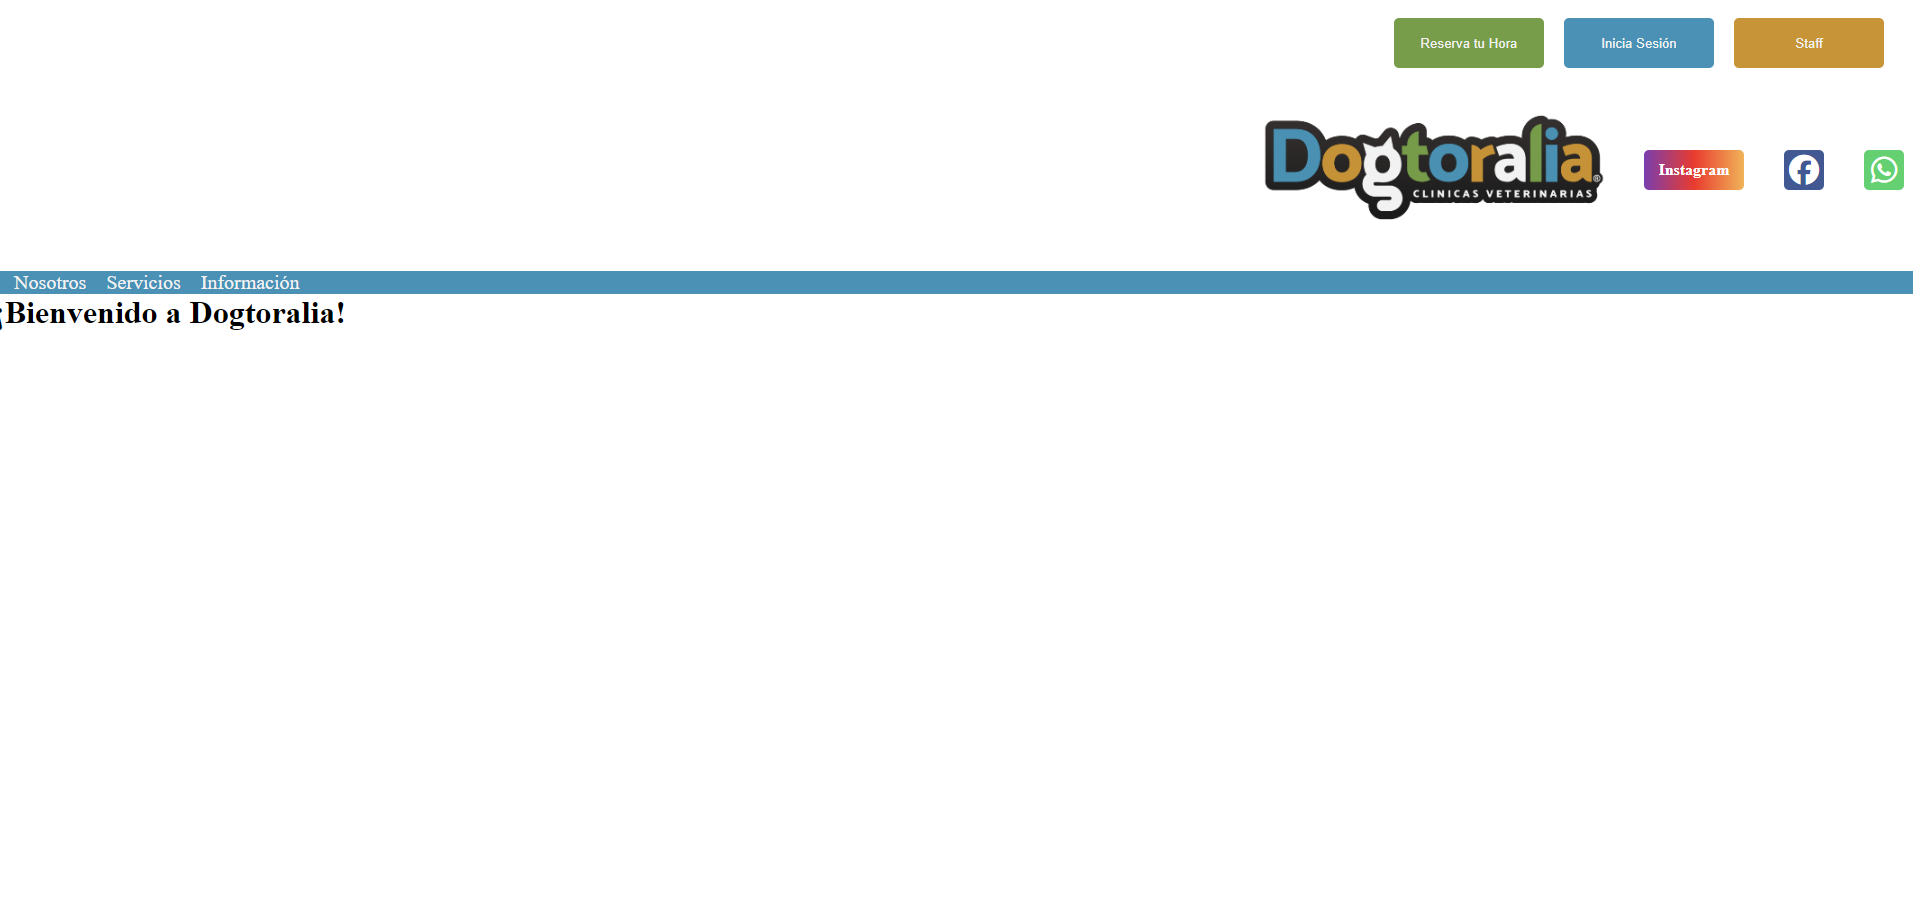 Reserva tu Hora
Inicia Sesión
Staff
Dogtoralia®
CLINICAS VETERINARIAS
Instagram
Nosotros
Servicios
Información
¡Bienvenido a Dogtoralia!